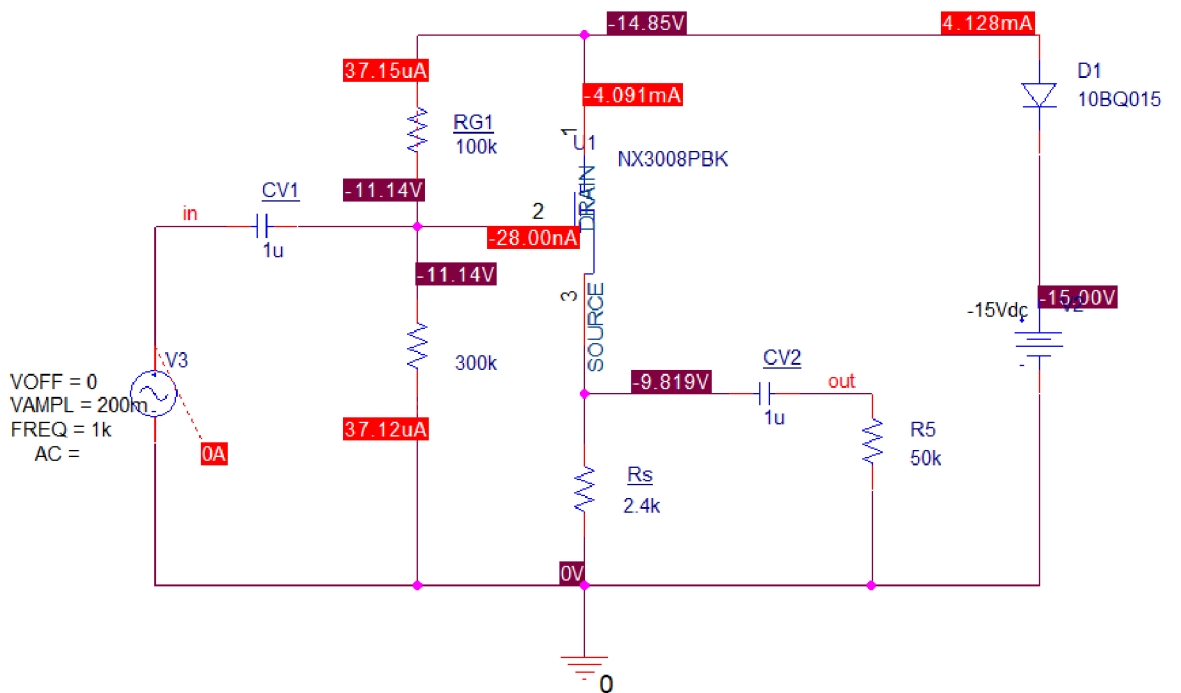 -14.85V
4.128mA
37.15uA
-4.091mA
D1
10BQ015
RG1
100k
1
U1
NX3008PBK
DRAIN
-11.14V
CV1
in
1u
2
-28.00nA
-11.14V
3
SOURCE
-15.00V
-15Vdc
V2
-
V3
300k
CV2
-9.819V
out
1u
VOFF = 0
VAMPL = 200m
FREQ = 1k
AC =
0A
37.12uA
R5
50k
Rs
2.4k
0V
0